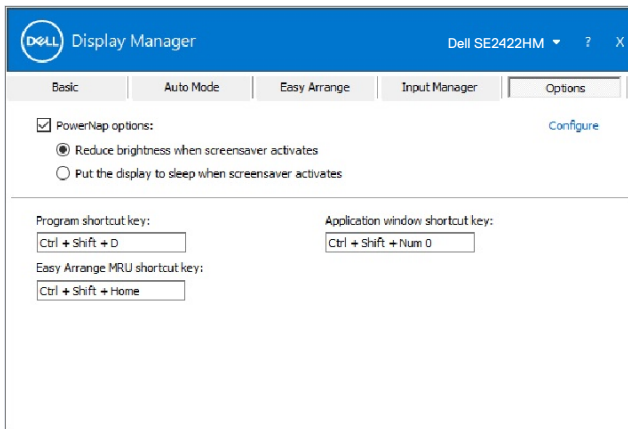 DELL Display Manager
Dell SE2422HM ? X
Basic Auto Mode Easy Arrange Input Manager Options
PowerNap options: Configure
Reduce brightness when screensaver activates
Put the display to sleep when screensaver activates
Program shortcut key: Application window shortcut key:
Ctrl + Shift + D Ctrl + Shift + Num 0
Easy Arrange MRU shortcut key:
Ctrl + Shift + Home